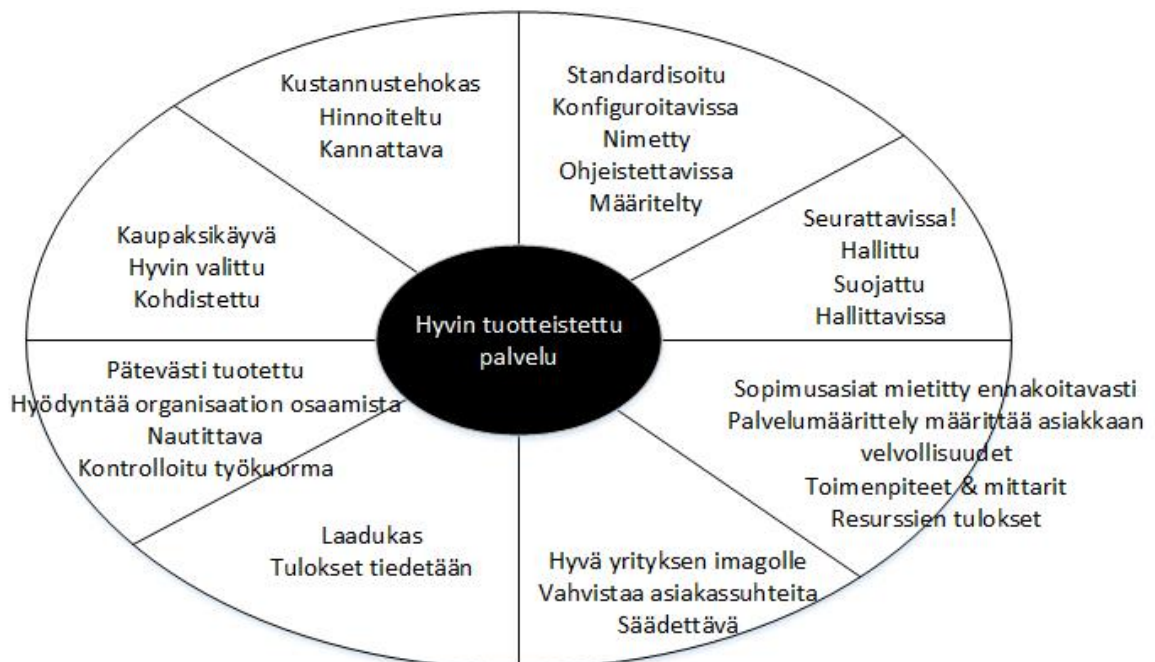 Kustannustehokas
Hinnoiteltu
Kannattava
Standardisoitu
Konfiguroitavissa
Nimetty
Ohjeistettavissa
Määritelty
Seurattavissa!
Hallittu
Suojattu
Hallittavissa
Kaupaksikäyvä
Hyvin valittu
Kohdistettu
Hyvin tuotteistettu
palvelu
Pätevästi tuotettu
Hyödyntää organisaation osaamista
Nautittava
Kontrolloitu työkuorma
Sopimusasiat mietitty ennakoitavasti
Palvelumäärittely määrittää asiakkaan
velvollisuudet
Toimenpiteet & mittarit
Resurssien tulokset
Laadukas
Tulokset tiedetään
Hyvä yrityksen imagolle
Vahvistaa asiakassuhteita
Säädettävä